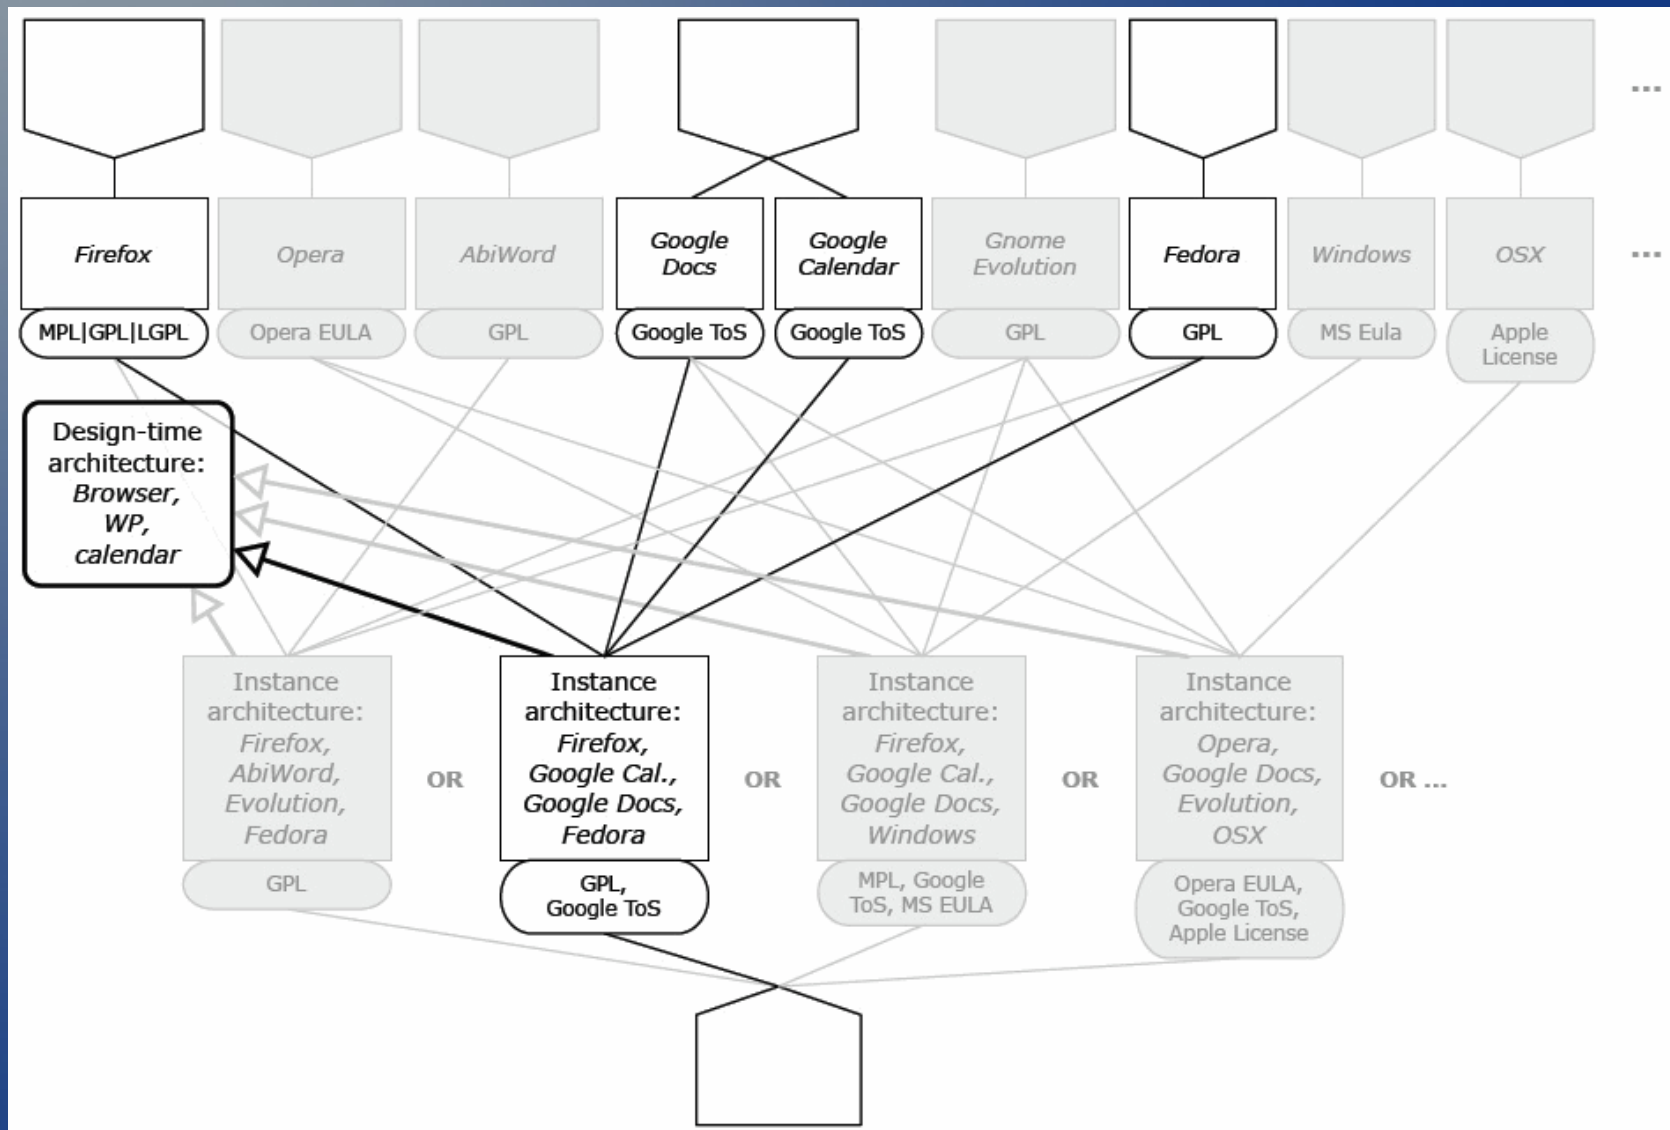 ...
Firefox
Opera
AbiWord
Google
Docs
Google
Calendar
Gnome
Evolution
Fedora
Windows
OSX
...
MPL|GPL|LGPL
Opera EULA
GPL
Google ToS
Google ToS
GPL
GPL
MS Eula
Apple
License
Design-time
architecture:
Browser,
WP,
calendar
Instance
architecture:
Firefox,
AbiWord,
Evolution,
Fedora
GPL
OR
Instance
architecture:
Firefox,
Google Cal.,
Google Docs,
Fedora
GPL,
Google ToS
OR
Instance
architecture:
Firefox,
Google Cal.,
Google Docs,
Windows
MPL, Google
ToS, MS EULA
OR
Instance
architecture:
Opera,
Google Docs,
Evolution,
OSX
Opera EULA,
Google ToS,
Apple License
OR ...